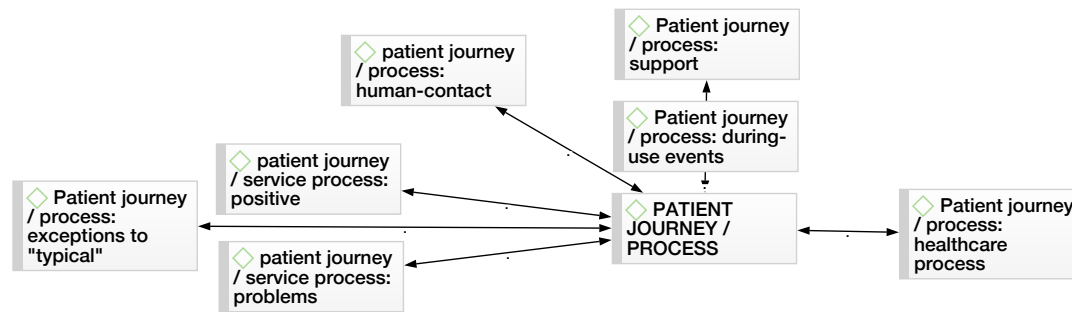 Patient journey
/ process:
support
patient journey
/ process:
human-contact
Patient journey
/ process: during-
use events
patient journey
/ service process:
positive
Patient journey
/ process:
exceptions to
"typical"
PATIENT
JOURNEY /
PROCESS
Patient journey
/ process:
healthcare
process
patient journey
/ service process:
problems